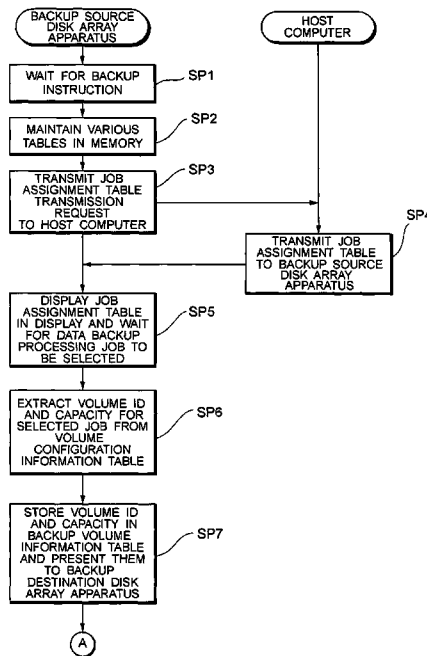 BACKUP SOURCE
DISK ARRAY
APPARATUS
HOST
COMPUTER
WAIT FOR BACKUP
INSTRUCTION
SP1
MAINTAIN VARIOUS
TABLES IN MEMORY
SP2
TRANSMIT JOB
ASSIGNMENT TABLE
TRANSMISSION
REQUEST
TO HOST COMPUTER
SP3
TRANSMIT JOB
ASSIGNMENT TABLE
TO BACKUP SOURCE
DISK ARRAY
APPARATUS
SP4
DISPLAY JOB
ASSIGNMENT TABLE
IN DISPLAY AND WAIT
FOR DATA BACKUP
PROCESSING JOB TO
BE SELECTED
SP5
EXTRACT VOLUME ID
AND CAPACITY FOR
SELECTED JOB FROM
VOLUME
CONFIGURATION
INFORMATION TABLE
SP6
STORE VOLUME ID
AND CAPACITY IN
BACKUP VOLUME
INFORMATION TABLE
AND PRESENT THEM
TO BACKUP
DESTINATION DISK
ARRAY APPARATUS
SP7
A